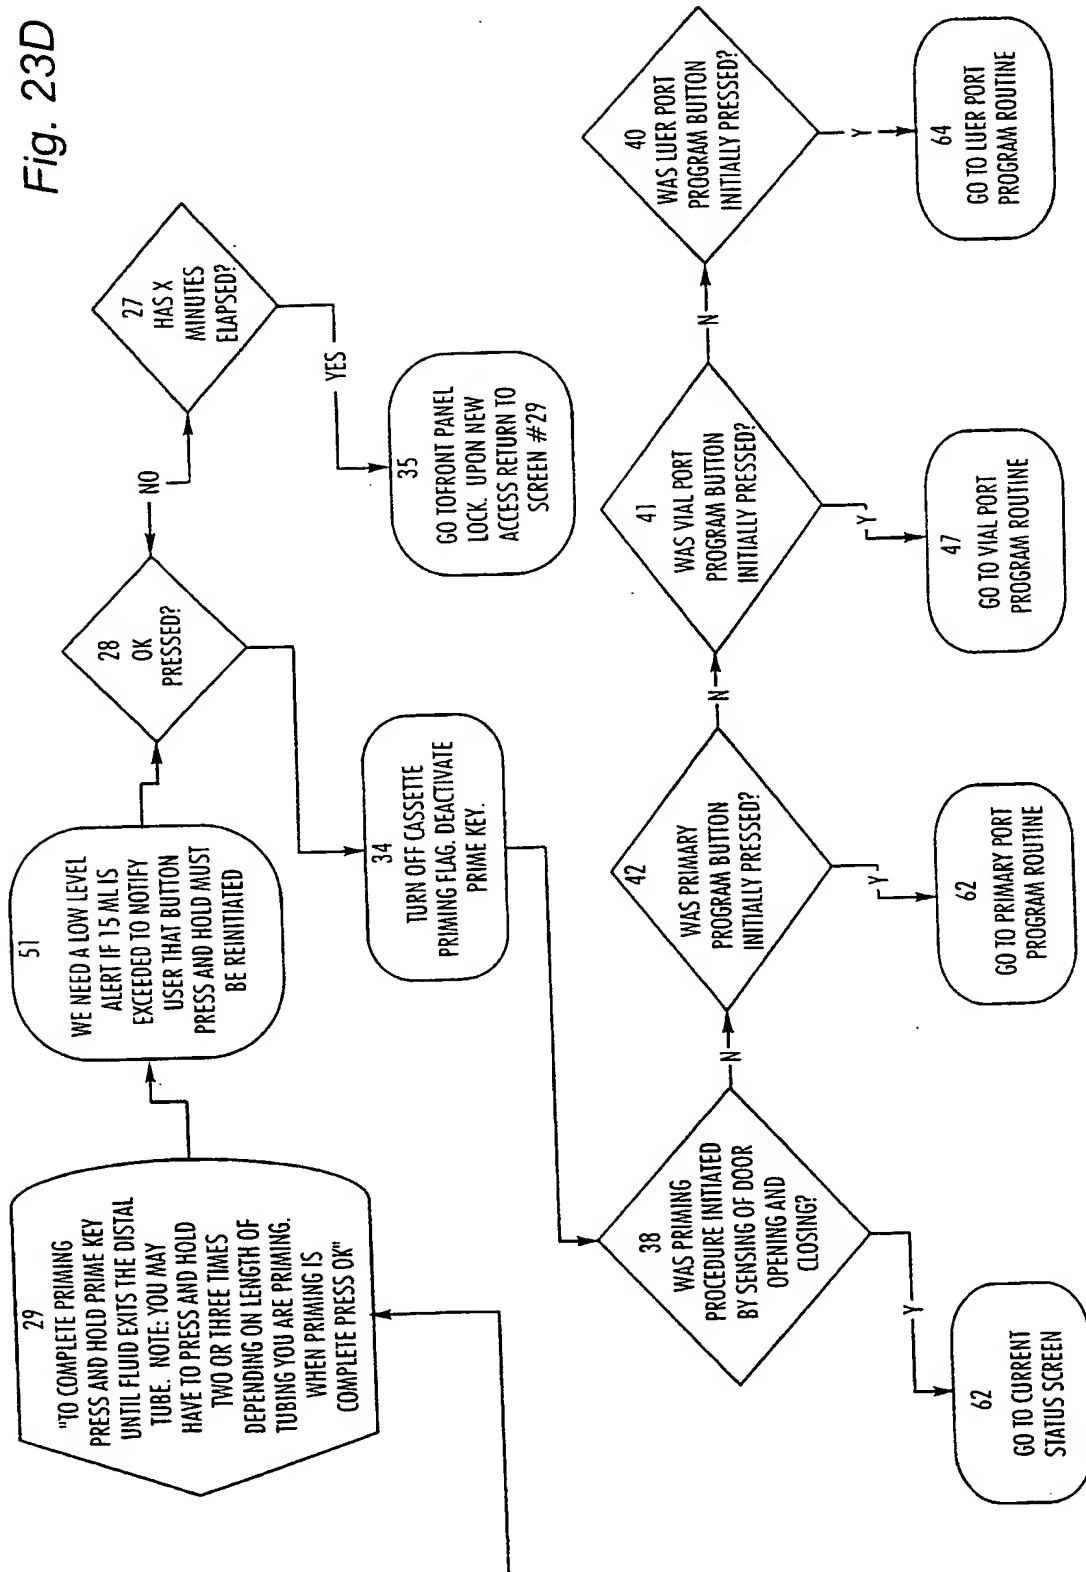 Fig. 23D
29
"TO COMPLETE PRIMING
PRESS AND HOLD PRIME KEY
UNTIL FLUID EXITS THE DISTAL
TUBE. NOTE: YOU MAY
HAVE TO PRESS AND HOLD
TWO OR THREE TIMES
DEPENDING ON LENGTH OF
TUBING YOU ARE PRIMING.
WHEN PRIMING IS
COMPLETE PRESS OK"
51
WE NEED A LOW LEVEL
ALERT IF 15 ML IS
EXCEEDED TO NOTIFY
USER THAT BUTTON
PRESS AND HOLD MUST
BE REINITIATED
28
OK
PRESSED?
NO
27
HAS X
MINUTES
ELAPSED?
YES
35
GO TOFRONT PANEL
LOCK. UPON NEW
ACCESS RETURN TO
SCREEN #29
34
TURN OFF CASSETTE
PRIMING FLAG. DEACTIVATE
PRIME KEY.
38
WAS PRIMING
PROCEDURE INITIATED
BY SENSING OF DOOR
OPENING AND
CLOSING?
Y
62
GO TO CURRENT
STATUS SCREEN
N
42
WAS PRIMARY
PROGRAM BUTTON
INITIALLY PRESSED?
Y
62
GO TO PRIMARY PORT
PROGRAM ROUTINE
N
41
WAS VIAL PORT
PROGRAM BUTTON
INITIALLY PRESSED?
Y
47
GO TO VIAL PORT
PROGRAM ROUTINE
N
40
WAS LUER PORT
PROGRAM BUTTON
INITIALLY PRESSED?
Y
64
GO TO LUER PORT
PROGRAM ROUTINE